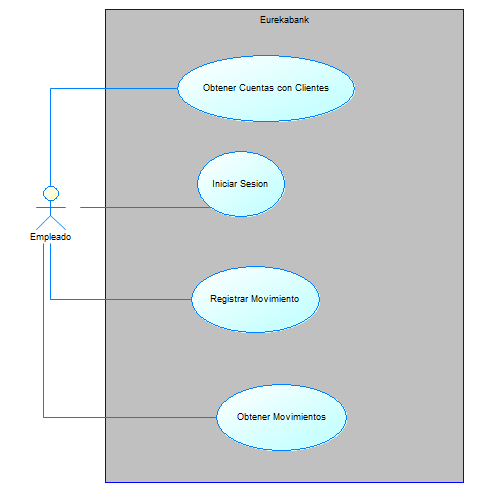 Eurekabank
Obtener Cuentas con Clientes
Iniciar Sesion
Empleado
Registrar Movimiento
Obtener Movimientos